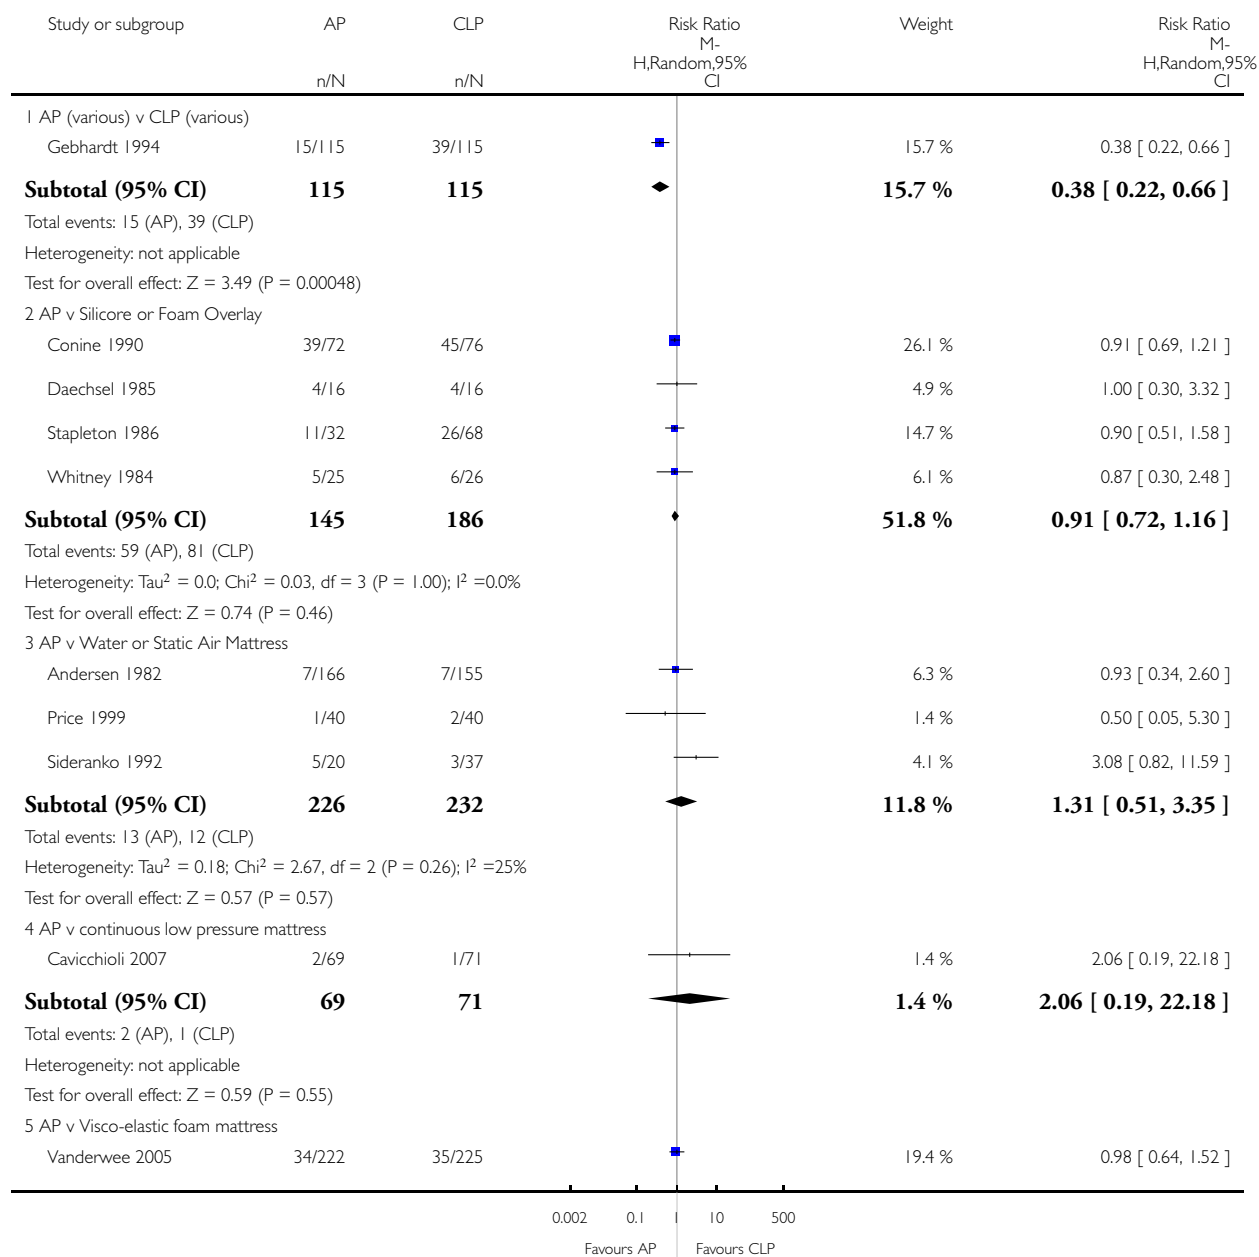 Study or subgroup AP CLP Risk Ratio Weight Risk Ratio
M- M-
H,Random,95% H,Random,95%
n/N n/N CI CI
1 AP (various) v CLP (various)
Gebhardt 1994 15/115 39/115 15.7 % 0.38 [ 0.22, 0.66 ]
Subtotal (95% CI) 115 115 15.7 % 0.38 [ 0.22, 0.66 ]
Total events: 15 (AP), 39 (CLP)
Heterogeneity: not applicable
Test for overall effect: Z = 3.49 (P = 0.00048)
2 AP v Silicore or Foam Overlay
Conine 1990 39/72 45/76 26.1 % 0.91 [ 0.69, 1.21 ]
Daechsel 1985 4/16 4/16 4.9 % 1.00 [ 0.30, 3.32 ]
Stapleton 1986 11/32 26/68 14.7 % 0.90 [ 0.51, 1.58 ]
Whitney 1984 5/25 6/26 6.1 % 0.87 [ 0.30, 2.48 ]
Subtotal (95% CI) 145 186 51.8 % 0.91 [ 0.72, 1.16 ]
Total events: 59 (AP), 81 (CLP)
Heterogeneity: Tau² = 0.0; Chi² = 0.03, df = 3 (P = 1.00); I² =0.0%
Test for overall effect: Z = 0.74 (P = 0.46)
3 AP v Water or Static Air Mattress
Andersen 1982 7/166 7/155 6.3 % 0.93 [ 0.34, 2.60 ]
Price 1999 1/40 2/40 1.4 % 0.50 [ 0.05, 5.30 ]
Sideranko 1992 5/20 3/37 4.1 % 3.08 [ 0.82, 11.59 ]
Subtotal (95% CI) 226 232 11.8 % 1.31 [ 0.51, 3.35 ]
Total events: 13 (AP), 12 (CLP)
Heterogeneity: Tau² = 0.18; Chi² = 2.67, df = 2 (P = 0.26); I² =25%
Test for overall effect: Z = 0.57 (P = 0.57)
4 AP v continuous low pressure mattress
Cavicchioli 2007 2/69 1/71 1.4 % 2.06 [ 0.19, 22.18 ]
Subtotal (95% CI) 69 71 1.4 % 2.06 [ 0.19, 22.18 ]
Total events: 2 (AP), 1 (CLP)
Heterogeneity: not applicable
Test for overall effect: Z = 0.59 (P = 0.55)
5 AP v Visco-elastic foam mattress
Vanderwee 2005 34/222 35/225 19.4 % 0.98 [ 0.64, 1.52 ]
0.002 0.1 1 10 500
Favours AP Favours CLP